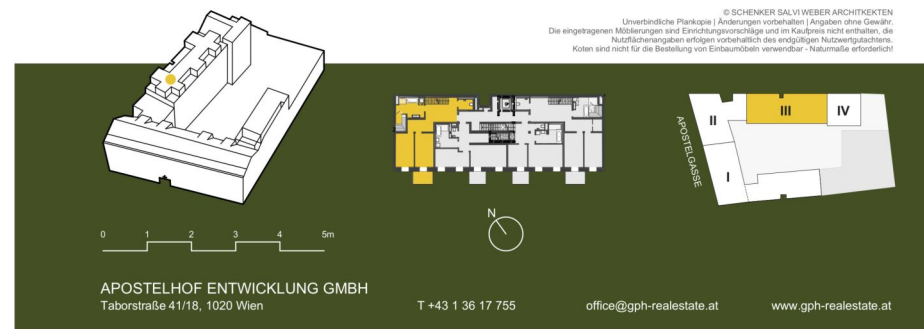 © SCHENKER SALVI WEBER ARCHITKEKTEN
Unverbindliche Plankopie | Änderungen vorbehalten | Angaben ohne Gewähr.
Die eingetragenen Möblierungen sind Einrichtungsvorschläge und im Kaufpreis nicht enthalten, die
Nutzflächenangaben erfolgen vorbehaltlich des endgültigen Nutzwertgutachtens.
Koten sind nicht für die Bestellung von Einbaumöbeln verwendbar - Naturmaße erforderlich!
II
III
IV
APOSTELGASSE
I
N
0 1 2 3 4 5m
APOSTELHOF ENTWICKLUNG GMBH
Taborstraße 41/18, 1020 Wien
T +43 1 36 17 755
office@gph-realestate.at
www.gph-realestate.at